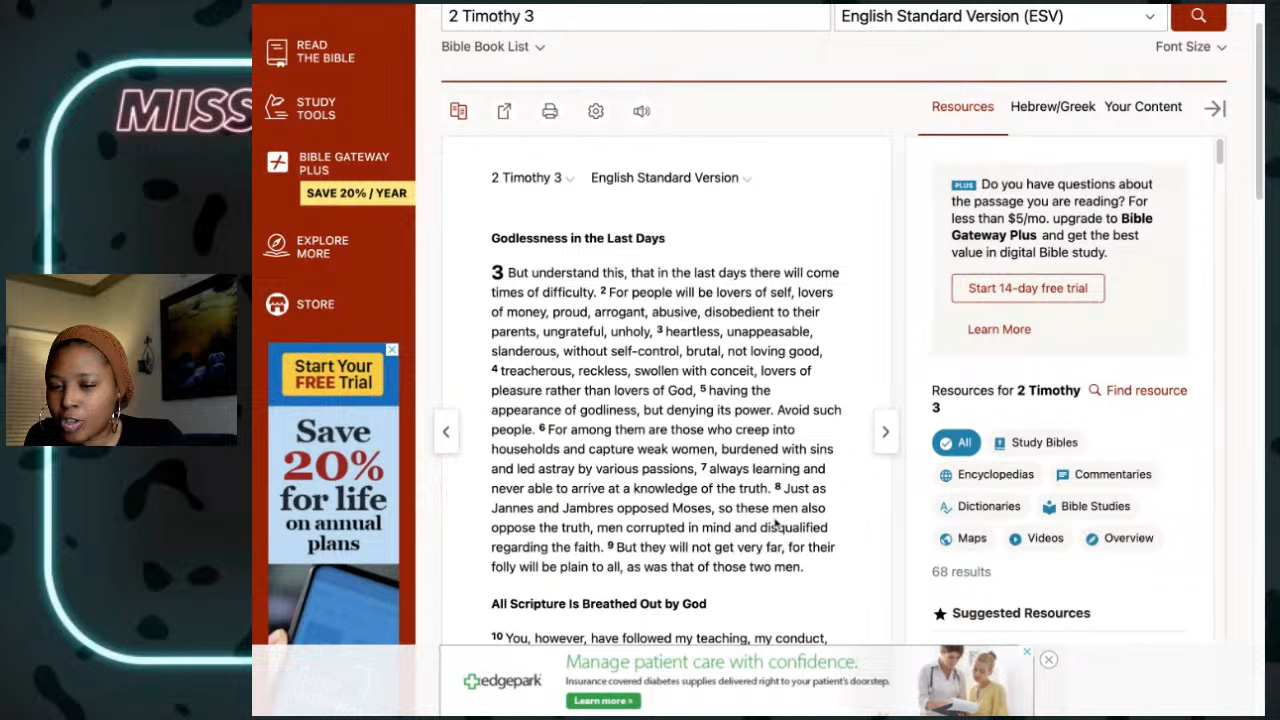 MISS
READ
THE BIBLE
STUDY
TOOLS
BIBLE GATEWAY
PLUS
SAVE 20% / YEAR
EXPLORE
MORE
STORE
Start Your
FREE Trial
Save
20%
for life
on annual
plans
2 Timothy 3
English Standard Version (ESV)
Bible Book List
Font Size
Resources
Hebrew/Greek
Your Content
2 Timothy 3
English Standard Version
Godlessness in the Last Days
3 But understand this, that in the last days there will come
times of difficulty. 2 For people will be lovers of self, lovers
of money, proud, arrogant, abusive, disobedient to their
parents, ungrateful, unholy, 3 heartless, unappeasable,
slanderous, without self-control, brutal, not loving good,
4 treacherous, reckless, swollen with conceit, lovers of
pleasure rather than lovers of God, 5 having the
appearance of godliness, but denying its power. Avoid such
people. 6 For among them are those who creep into
households and capture weak women, burdened with sins
and led astray by various passions, 7 always learning and
never able to arrive at a knowledge of the truth. 8 Just as
Jannes and Jambres opposed Moses, so these men also
oppose the truth, men corrupted in mind and disqualified
regarding the faith. 9 But they will not get very far, for their
folly will be plain to all, as was that of those two men.
All Scripture Is Breathed Out by God
10 You, however, have followed my teaching, my conduct,
PLUS Do you have questions about
the passage you are reading? For
less than $5/mo. upgrade to Bible
Gateway Plus and get the best
value in digital Bible study.
Start 14-day free trial
Learn More
Resources for 2 Timothy
3
Find resource
All
Study Bibles
Encyclopedias
Commentaries
Dictionaries
Bible Studies
Maps
Videos
Overview
68 results
Suggested Resources
edgepark
Manage patient care with confidence.
Insurance covered diabetes supplies delivered right to your patient's doorstep.
Learn more »